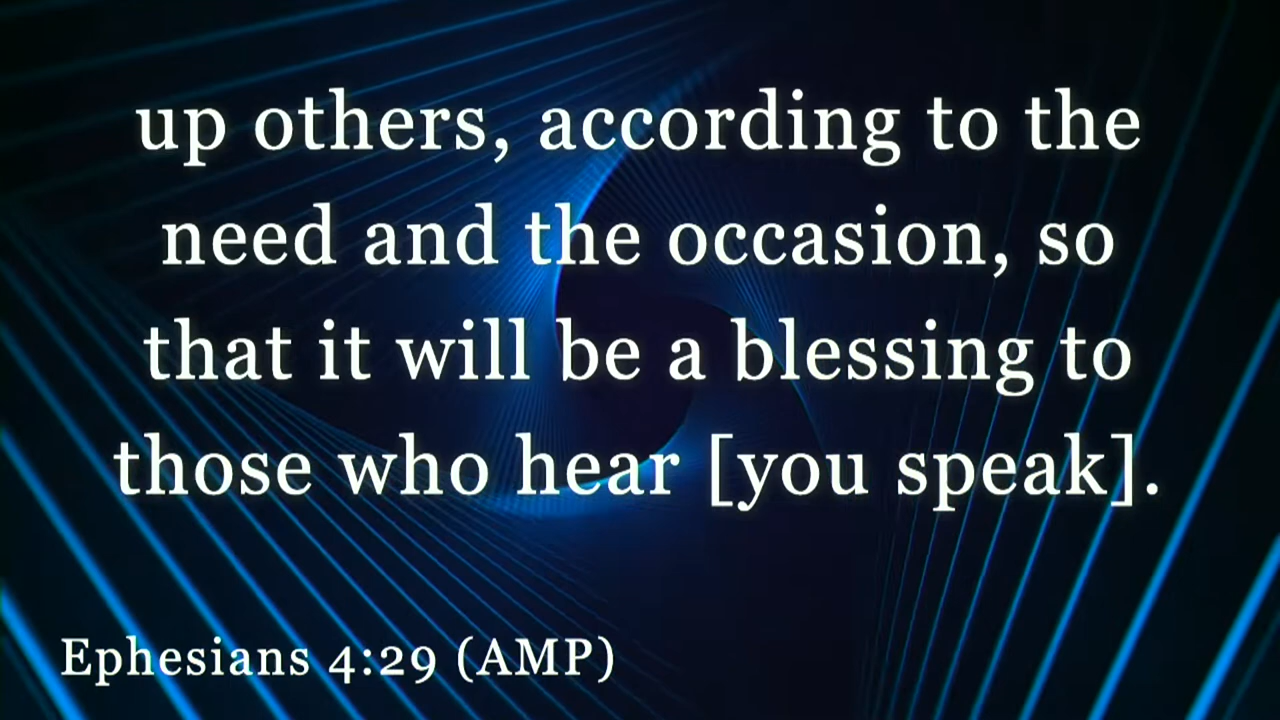 up others, according to the
need and the occasion, so
that it will be a blessing to
those who hear [you speak].
Ephesians 4:29 (AMP)